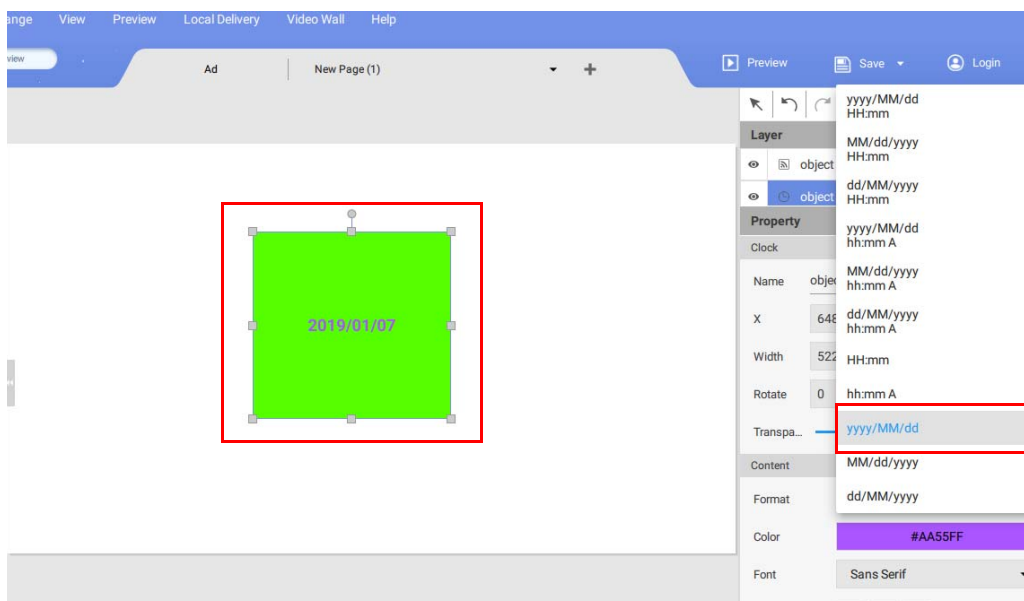 ange View Preview Local Delivery Video Wall Help
view
Ad New Page (1) + Preview Save Login
yyyy/MM/dd
HH:mm
Layer
MM/dd/yyyy
HH:mm
object
dd/MM/yyyy
HH:mm
object
Property
yyyy/MM/dd
hh:mm A
Clock
MM/dd/yyyy
hh:mm A
Name objec
dd/MM/yyyy
hh:mm A
X 648
2019/01/07
Width 522
HH:mm
Rotate 0
hh:mm A
Transpa...
yyyy/MM/dd
Content
MM/dd/yyyy
Format
dd/MM/yyyy
Color #AA55FF
Font Sans Serif